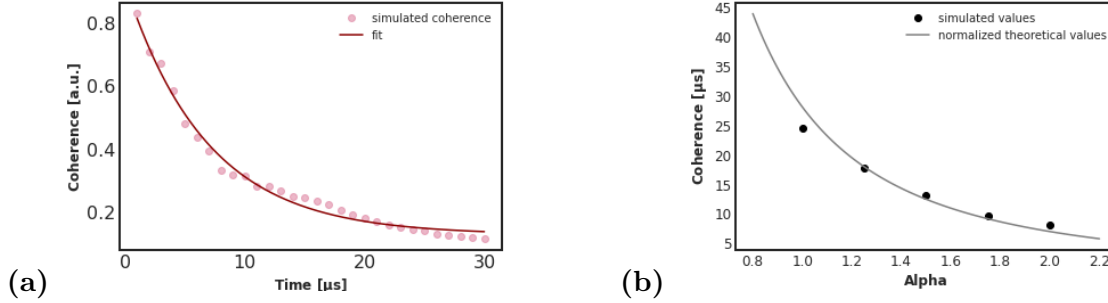 simulated coherence
fit
Coherence [a.u.]
0.8
0.6
0.4
0.2
0
10
20
30
Time [µs]
(a)
simulated values
normalized theoretical values
Coherence [µs]
45
40
35
30
25
20
15
10
5
0.8
1.0
1.2
1.4
1.6
1.8
2.0
2.2
Alpha
(b)